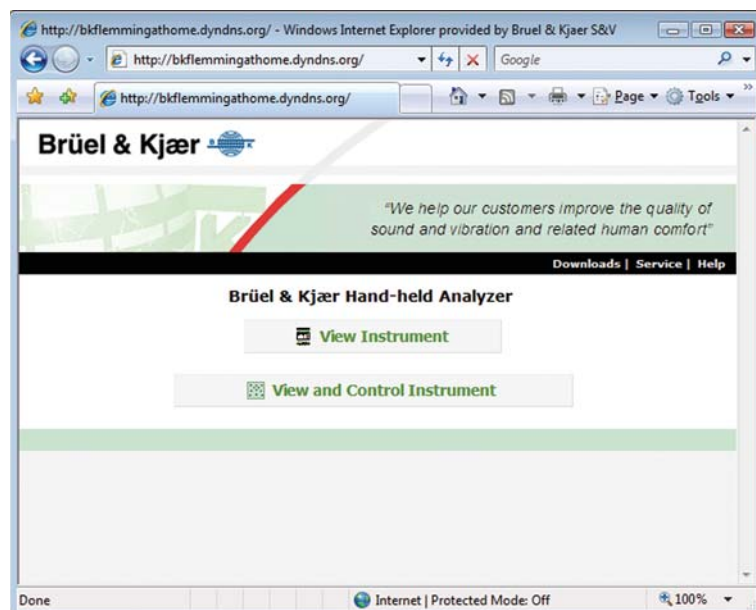 http://bkflemmingathome.dyndns.org/ - Windows Internet Explorer provided by Bruel & Kjaer S&V
http://bkflemmingathome.dyndns.org/
Google
http://bkflemmingathome.dyndns.org/
Page
Tools
Brüel & Kjær
"We help our customers improve the quality of
sound and vibration and related human comfort"
Downloads | Service | Help
Brüel & Kjær Hand-held Analyzer
View Instrument
View and Control Instrument
Done
Internet | Protected Mode: Off
100%